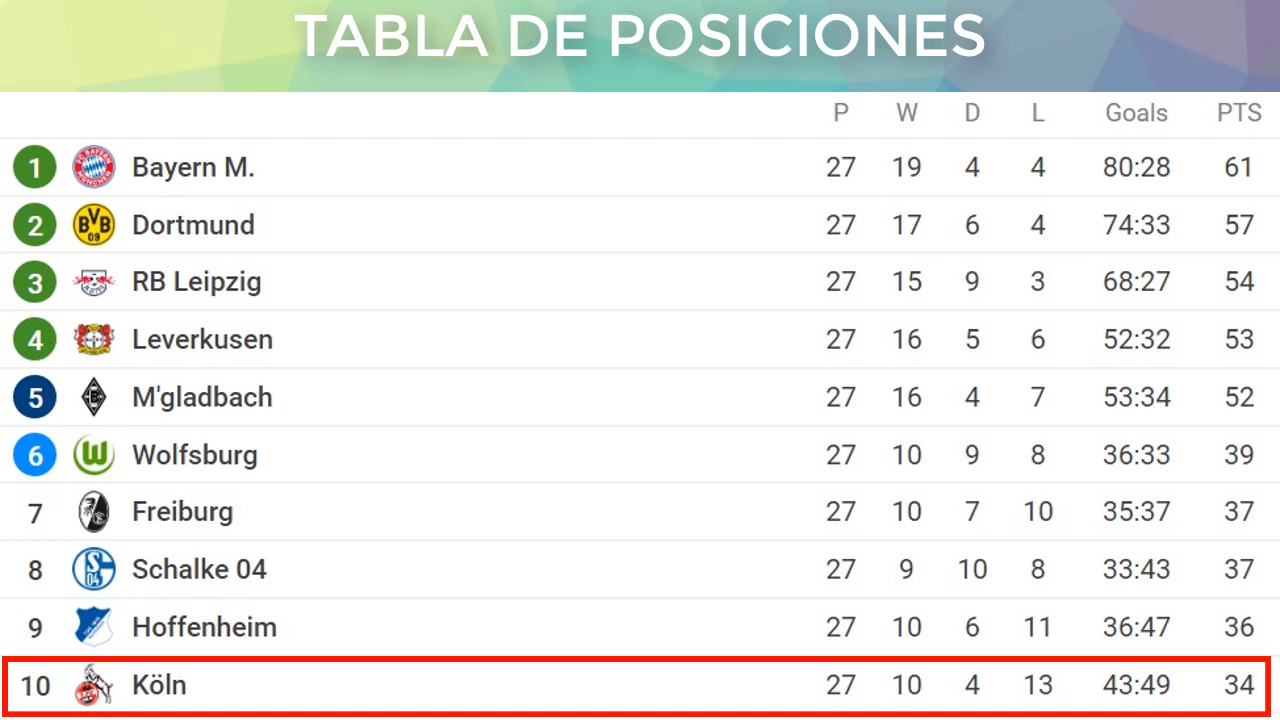 TABLA DE POSICIONES
P W D L Goals PTS
1 Bayern M. 27 19 4 4 80:28 61
2 BVB 09 Dortmund 27 17 6 4 74:33 57
3 RB Leipzig 27 15 9 3 68:27 54
4 Leverkusen 27 16 5 6 52:32 53
5 M'gladbach 27 16 4 7 53:34 52
6 Wolfsburg 27 10 9 8 36:33 39
7 Freiburg 27 10 7 10 35:37 37
8 S 04 Schalke 04 27 9 10 8 33:43 37
9 Hoffenheim 27 10 6 11 36:47 36
10 Köln 27 10 4 13 43:49 34